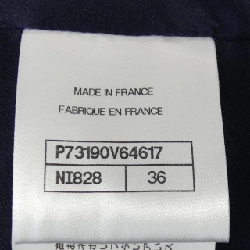 MADE IN FRANCE
FABRIQUE EN FRANCE
P73190V64617
NI828 36